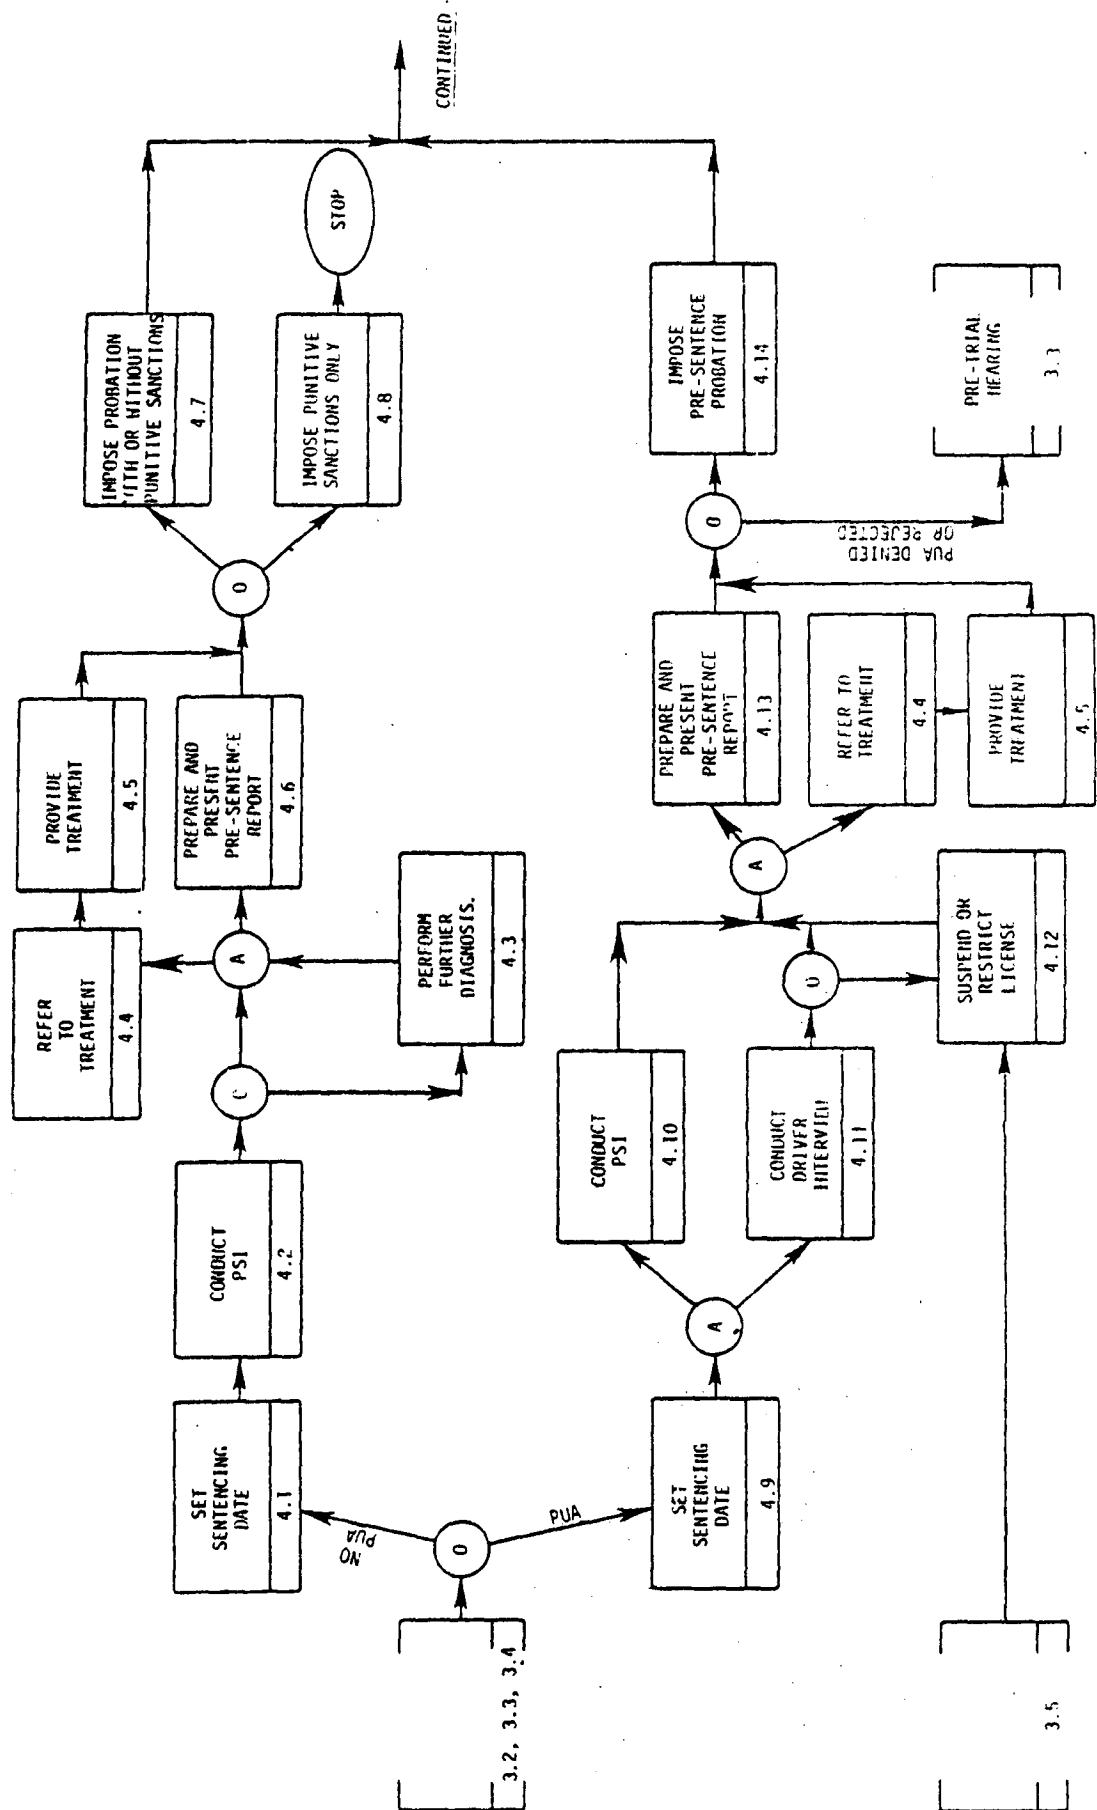 3.2, 3.3, 3.4
O
NO
PUA
PUA
SET
SENTENCING
DATE
4.1
CONDUCT
PSI
4.2
PERFORM
FURTHER
DIAGNOSIS.
4.3
A
REFER
TO
TREATMENT
4.4
PROVIDE
TREATMENT
4.5
PREPARE AND
PRESENT
PRE-SENTENCE
REPORT
4.6
O
IMPOSE PROBATION
WITH OR WITHOUT
PUNITIVE SANCTIONS
4.7
IMPOSE PUNITIVE
SANCTIONS ONLY
4.8
STOP
CONTINUED
SET
SENTENCING
DATE
4.9
A
CONDUCT
PSI
4.10
CONDUCT
DRIVER
INTERVIEW
4.11
O
3.5
SUSPEND OR
RESTRICT
LICENSE
4.12
A
PREPARE AND
PRESENT
PRE-SENTENCE
REPORT
4.13
REFER TO
TREATMENT
4.4
PROVIDE
TREATMENT
4.5
O
PUA DENIED
OR REJECTED
IMPOSE
PRE-SENTENCE
PROBATION
4.14
PRE-TRIAL
HEARING
3.3